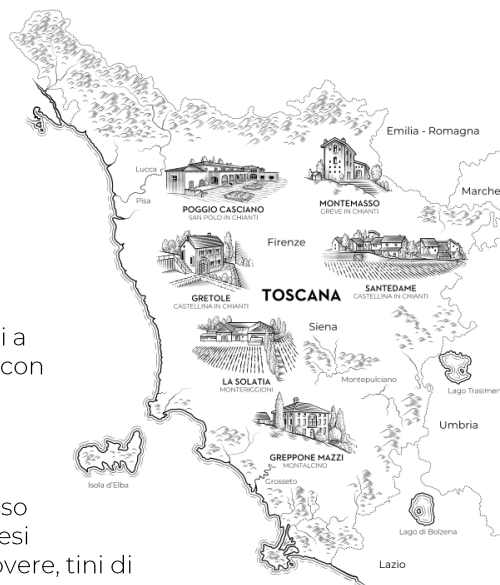 Emilia - Romagna
Marche
Lucca
Pisa
POGGIO CASCIANO
SAN POLO IN CHIANTI
MONTEMASSO
GREVE IN CHIANTI
Firenze
GRETOLE
CASTELLINA IN CHIANTI
TOSCANA
SANTEDAME
CASTELLINA IN CHIANTI
Siena
i a
con
LA SOLATIA
MONTERICCIONI
Montepulciano
Lago Trasimen
Umbria
GREPPONE MAZZI
MONTALCINO
Isola d'Elba
Grosseto
so
esi
overe, tini di
Lago di Bolzena
Lazio